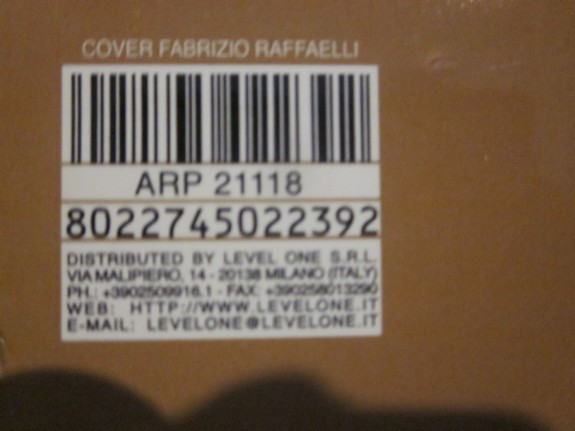 COVER FABRIZIO RAFFAELLI
ARP 21118
8022745022392
DISTRIBUTED BY LEVEL ONE S.R.L.
VIA MALIPIERO, 14 - 20138 MILANO (ITALY)
PH.: +3902509916.1 - FAX: +390258013290
WEB: HTTP://WWW.LEVELONE.IT
E-MAIL: LEVELONE@LEVELONE.IT